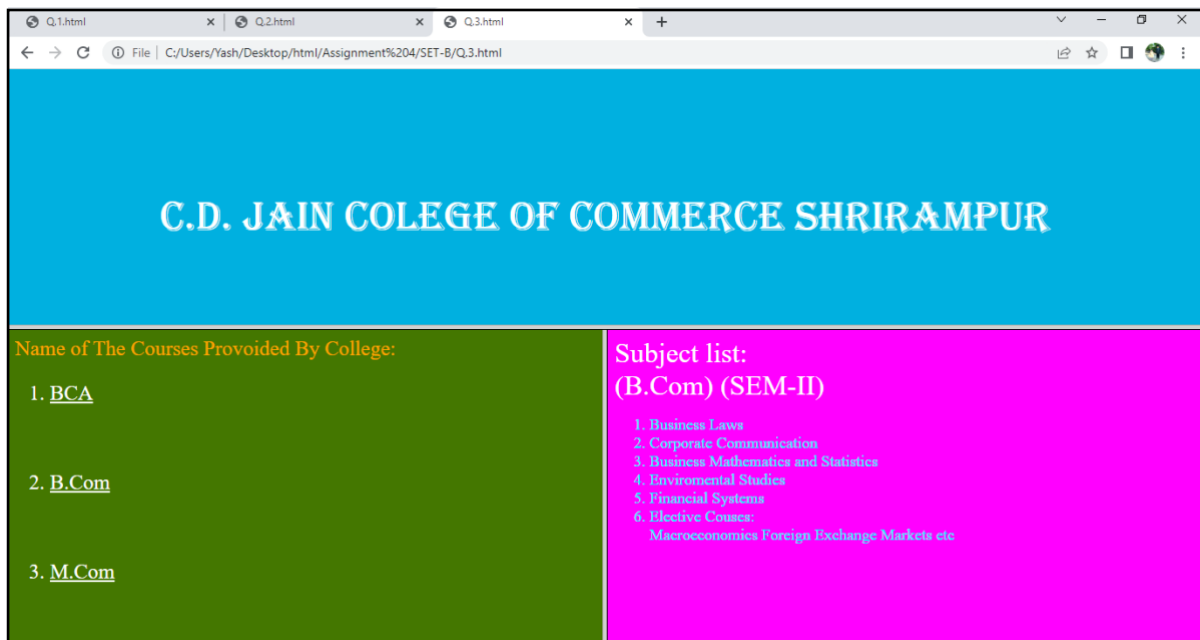 Q.1.html
Q.2.html
Q.3.html
File | C:/Users/Yash/Desktop/html/Assignment%204/SET-B/Q.3.html
C.D. JAIN COLEGE OF COMMERCE SHRIRAMPUR
Name of The Courses Provoided By College:
1. BCA
2. B.Com
3. M.Com
Subject list:
(B.Com) (SEM-II)
1. Business Laws
2. Corporate Communication
3. Business Mathematics and Statistics
4. Enviromental Studies
5. Financial Systems
6. Elective Couses:
Macroeconomics Foreign Exchange Markets etc